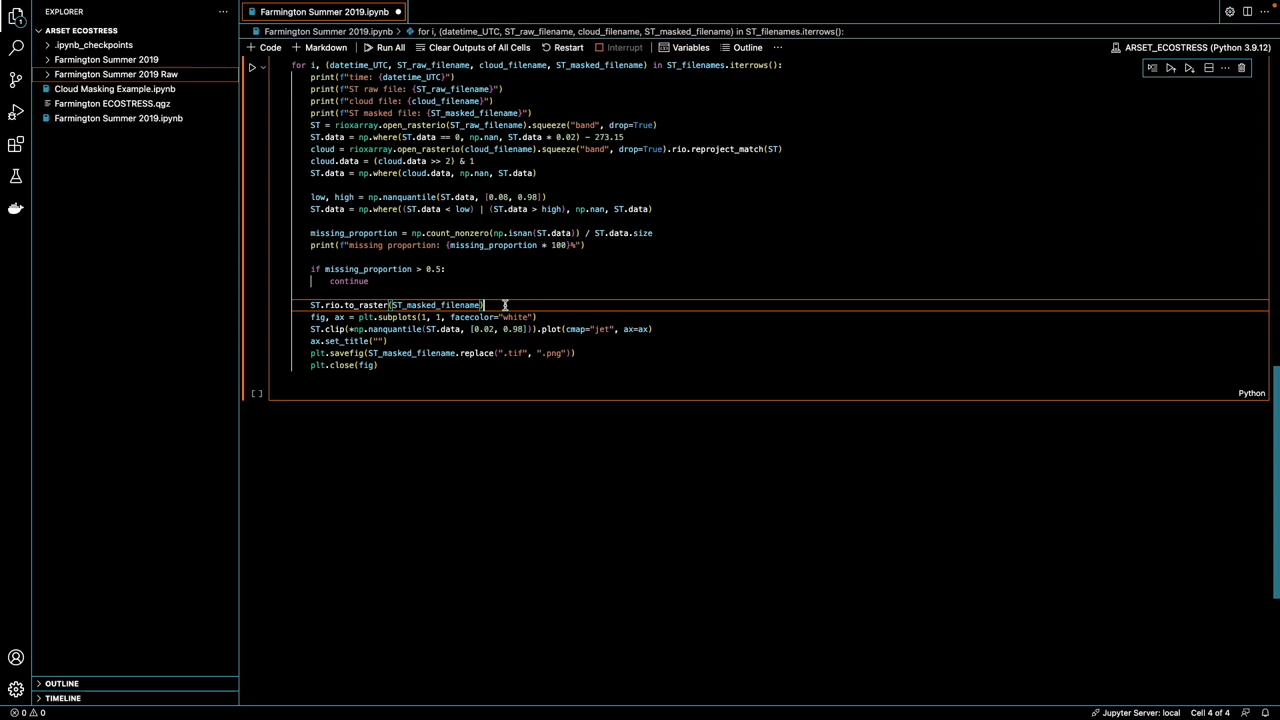 EXPLORER
ARSET ECOSTRESS
.ipynb_checkpoints
Farmington Summer 2019
Farmington Summer 2019 Raw
Cloud Masking Example.ipynb
Farmington ECOSTRESS.qgz
Farmington Summer 2019.ipynb
OUTLINE
TIMELINE
Farmington Summer 2019.ipynb
Farmington Summer 2019.ipynb > for i, (datetime_UTC, ST_raw_filename, cloud_filename, ST_masked_filename) in ST_filenames.iterrows():
+ Code + Markdown Run All Clear Outputs of All Cells Restart Interrupt Variables Outline ... ARSET_ECOSTRESS (Python 3.9.12)
for i, (datetime_UTC, ST_raw_filename, cloud_filename, ST_masked_filename) in ST_filenames.iterrows():
print(f"time: {datetime_UTC}")
print(f"ST raw file: {ST_raw_filename}")
print(f"cloud file: {cloud_filename}")
print(f"ST masked file: {ST_masked_filename}")
ST = rioxarray.open_rasterio(ST_raw_filename).squeeze("band", drop=True)
ST.data = np.where(ST.data == 0, np.nan, ST.data * 0.02) - 273.15
cloud = rioxarray.open_rasterio(cloud_filename).squeeze("band", drop=True).rio.reproject_match(ST)
cloud.data = (cloud.data >> 2) & 1
ST.data = np.where(cloud.data, np.nan, ST.data)
low, high = np.nanquantile(ST.data, [0.08, 0.98])
ST.data = np.where((ST.data < low) | (ST.data > high), np.nan, ST.data)
missing_proportion = np.count_nonzero(np.isnan(ST.data)) / ST.data.size
print(f"missing proportion: {missing_proportion * 100}%")
if missing_proportion > 0.5:
continue
ST.rio.to_raster(ST_masked_filename)
fig, ax = plt.subplots(1, 1, facecolor="white")
ST.clip(*np.nanquantile(ST.data, [0.02, 0.98])).plot(cmap="jet", ax=ax)
ax.set_title("")
plt.savefig(ST_masked_filename.replace(".tif", ".png"))
plt.close(fig)
[ ] Python
0 0 Jupyter Server: local Cell 4 of 4